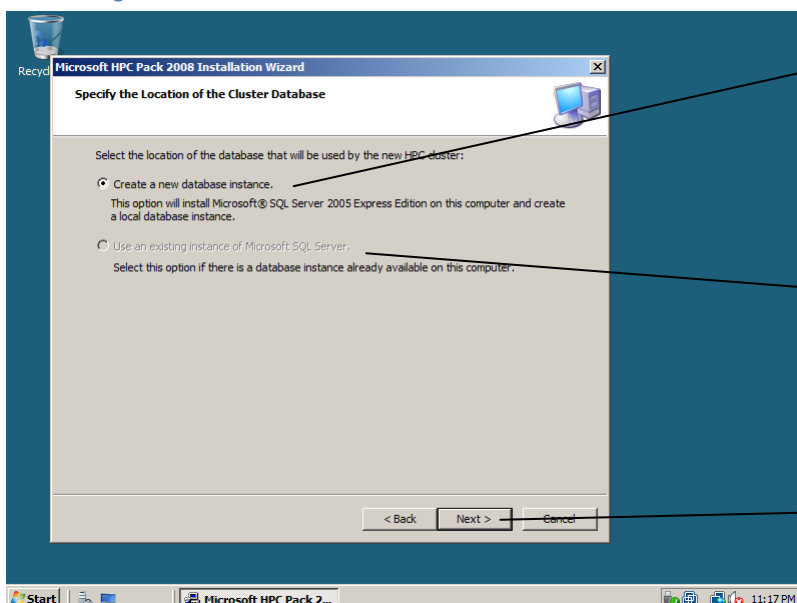 Recyc
Microsoft HPC Pack 2008 Installation Wizard
Specify the Location of the Cluster Database
Select the location of the database that will be used by the new HPC cluster:
Create a new database instance.
This option will install Microsoft® SQL Server 2005 Express Edition on this computer and create
a local database instance.
Use an existing instance of Microsoft SQL Server.
Select this option if there is a database instance already available on this computer.
< Back
Next >
Cancel
Start
Microsoft HPC Pack 2...
11:17 PM